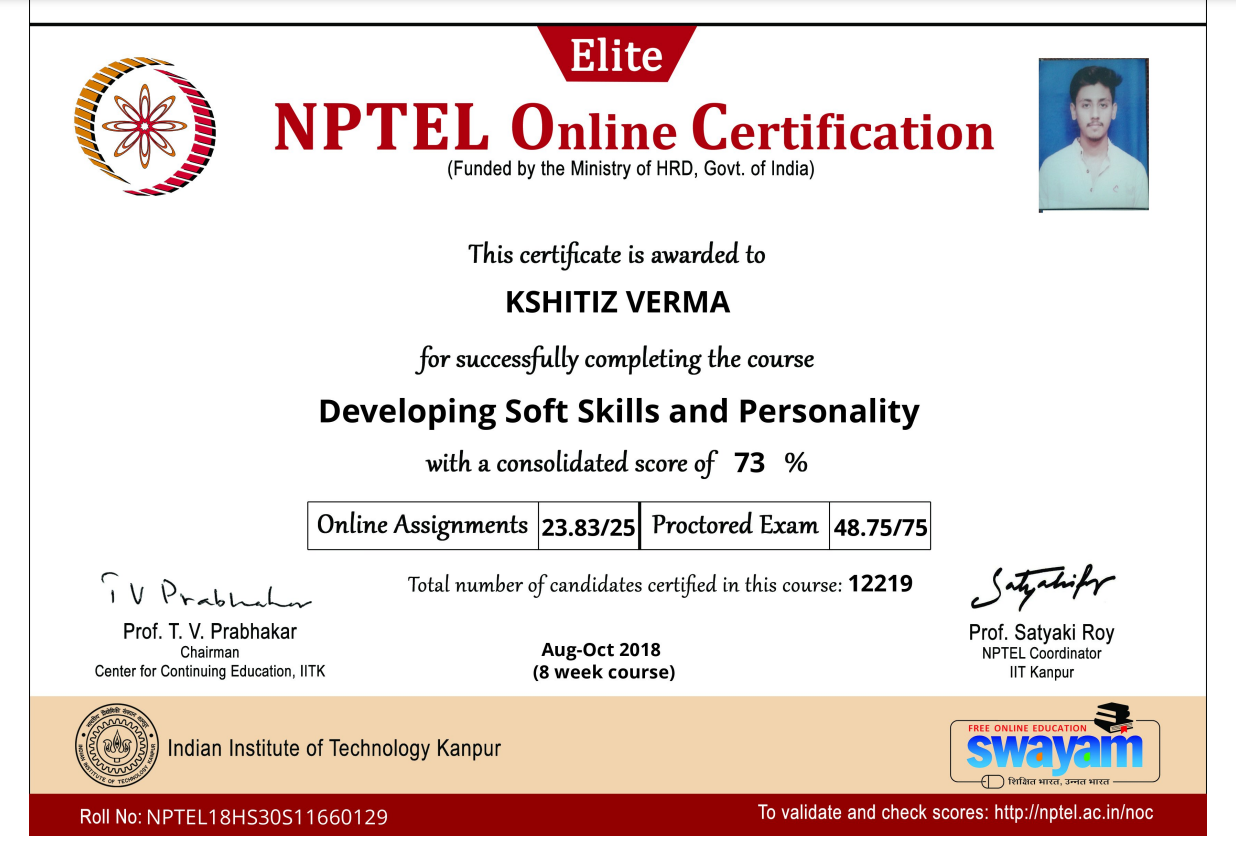 Elite
NPTEL Online Certification
(Funded by the Ministry of HRD, Govt. of India)
This certificate is awarded to
KSHITIZ VERMA
for successfully completing the course
Developing Soft Skills and Personality
with a consolidated score of 73 %
Online Assignments 23.83/25 Proctored Exam 48.75/75
Total number of candidates certified in this course: 12219
T V Prabhakar
Prof. T. V. Prabhakar
Chairman
Center for Continuing Education, IITK
Aug-Oct 2018
(8 week course)
Prof. Satyaki Roy
NPTEL Coordinator
IIT Kanpur
INDIAN INSTITUTE OF TECHNOLOGY KANPUR
Indian Institute of Technology Kanpur
FREE ONLINE EDUCATION
swayam
शिक्षित भारत, उन्नत भारत
Roll No: NPTEL18HS30S11660129
To validate and check scores: http://nptel.ac.in/noc